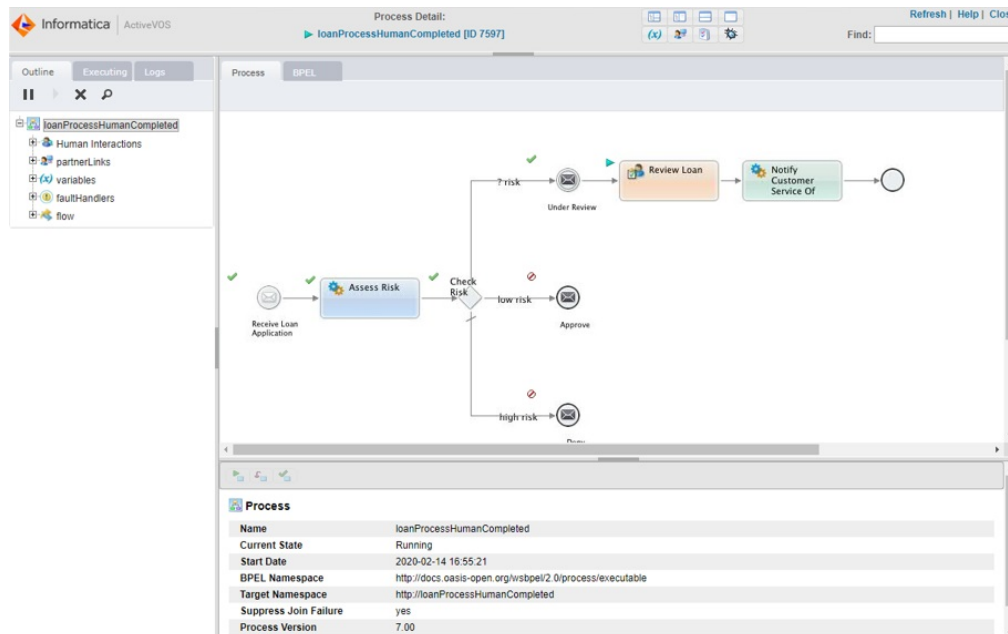 Informatica ActiveVOS
Process Detail:
loanProcessHumanCompleted [ID 7597]
Refresh | Help | Clos
Find:
Outline
Executing
Logs
loanProcessHumanCompleted
Human Interactions
partnerLinks
(x) variables
faultHandlers
flow
Process
BPEL
(x)
? risk
Under Review
Review Loan
Notify
Customer
Service Of
Receive Loan
Application
Assess Risk
Check
Risk
low risk
Approve
high risk
Deny
Process
Name loanProcessHumanCompleted
Current State Running
Start Date 2020-02-14 16:55:21
BPEL Namespace http://docs.oasis-open.org/wsbpel/2.0/process/executable
Target Namespace http://loanProcessHumanCompleted
Suppress Join Failure yes
Process Version 7.00